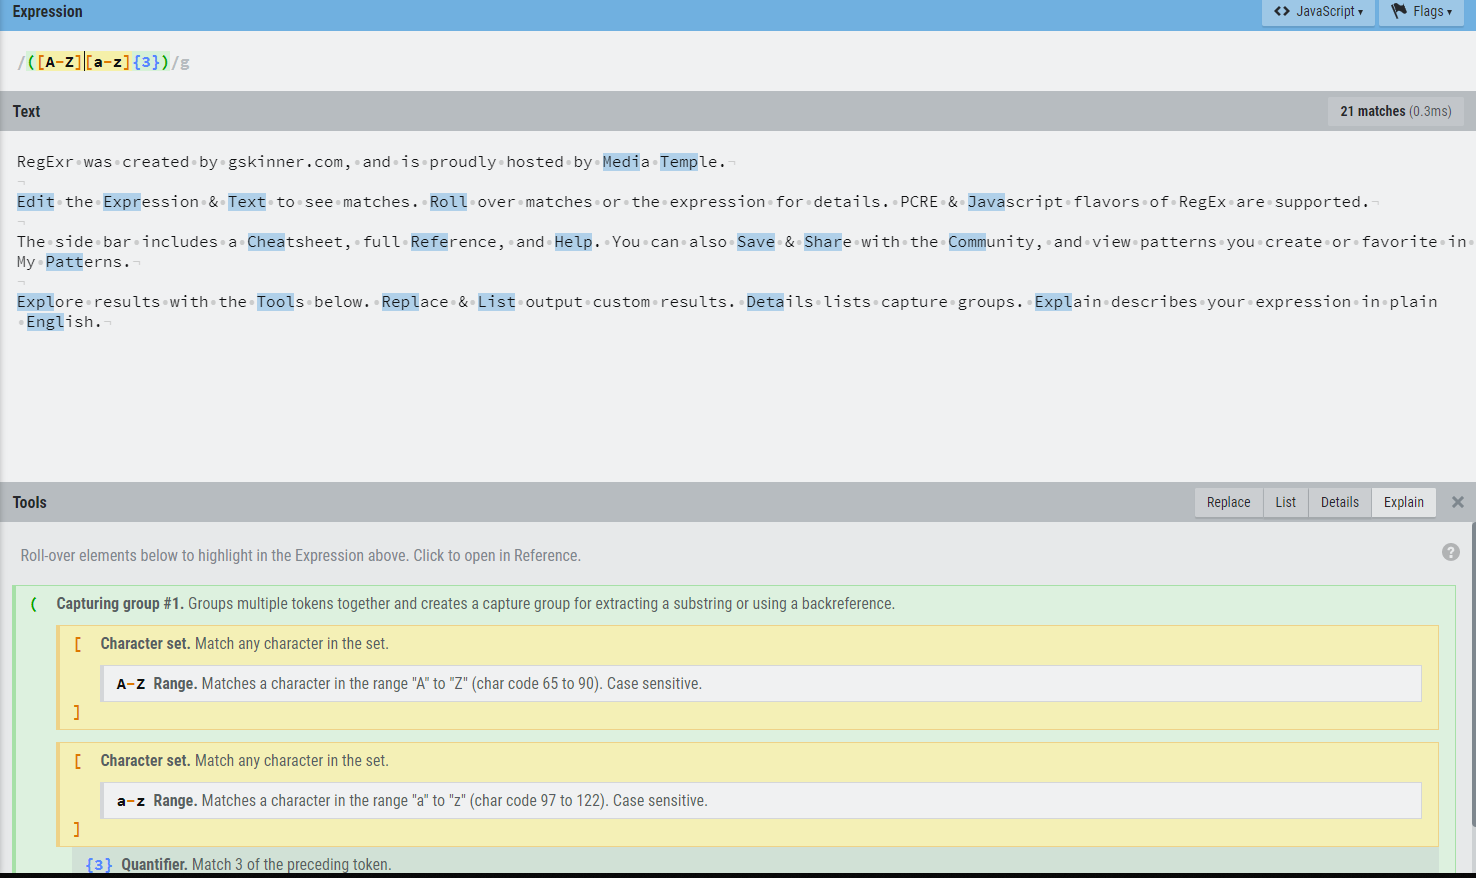 Expression
<> JavaScript ▾ Flags ▾
/([A-Z][a-z]{3})/g
Text
21 matches (0.3ms)
RegExr was created by gskinner.com, and is proudly hosted by Media Temple.
Edit the Expression & Text to see matches. Roll over matches or the expression for details. PCRE & Javascript flavors of RegEx are supported.
The side bar includes a Cheatsheet, full Reference, and Help. You can also Save & Share with the Community, and view patterns you create or favorite in
My Patterns.
Explore results with the Tools below. Replace & List output custom results. Details lists capture groups. Explain describes your expression in plain
English.
Tools
Replace List Details Explain ×
Roll-over elements below to highlight in the Expression above. Click to open in Reference.
?
( Capturing group #1. Groups multiple tokens together and creates a capture group for extracting a substring or using a backreference.
[ Character set. Match any character in the set.
A-Z Range. Matches a character in the range "A" to "Z" (char code 65 to 90). Case sensitive.
]
[ Character set. Match any character in the set.
a-z Range. Matches a character in the range "a" to "z" (char code 97 to 122). Case sensitive.
]
{3} Quantifier. Match 3 of the preceding token.